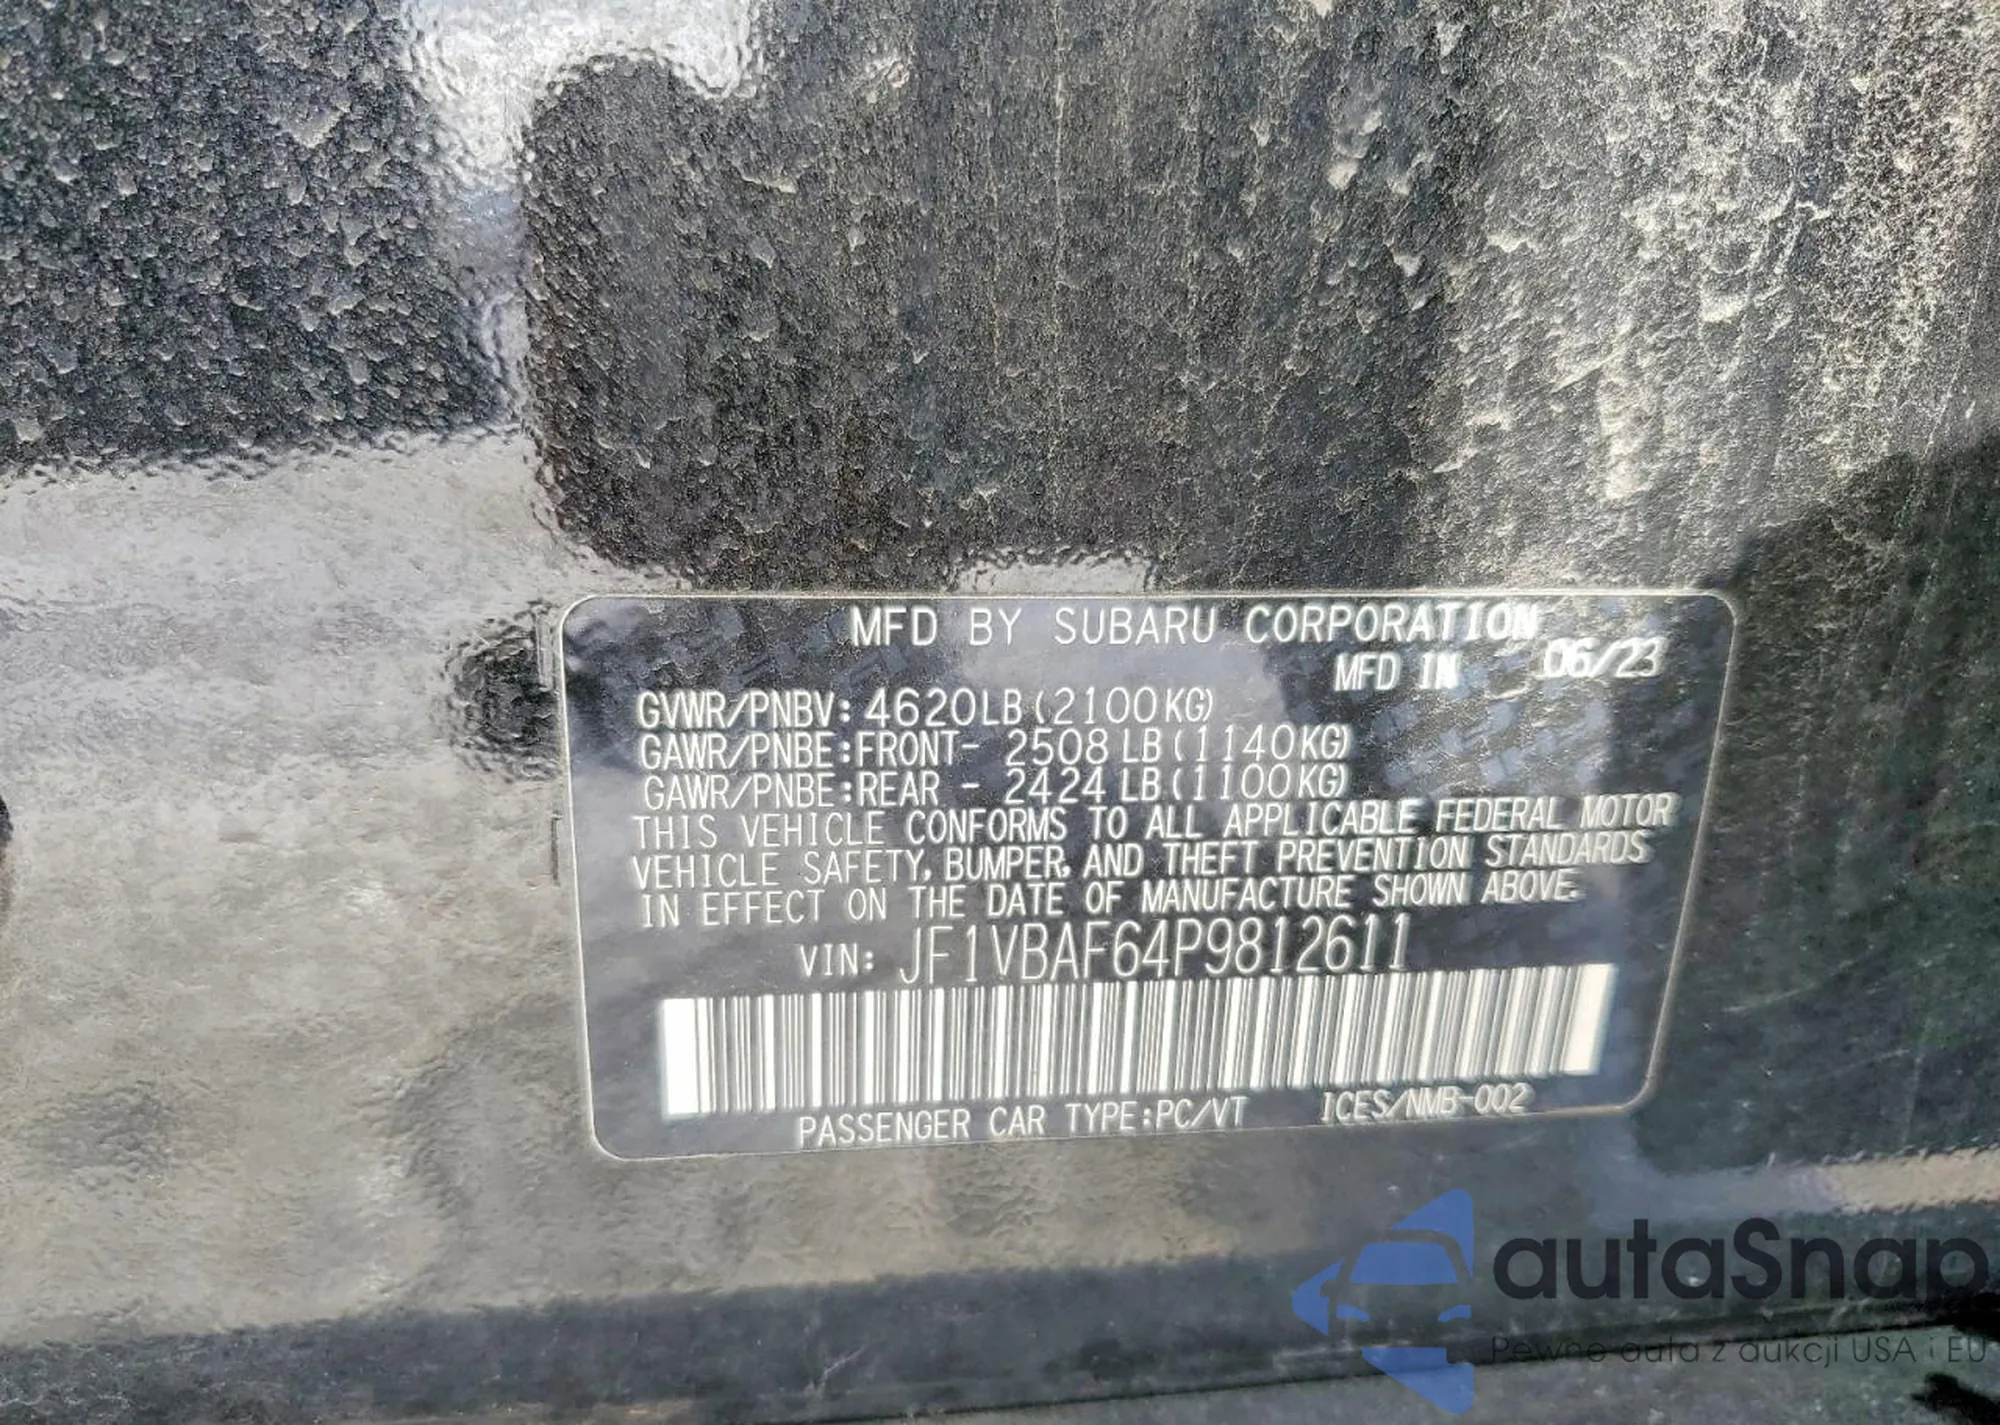 MFD BY SUBARU CORPORATION
MFD IN 06/23
GVWR/PNBV: 4620LB (2100KG)
GAWR/PNBE:FRONT- 2508 LB (1140KG)
GAWR/PNBE:REAR - 2424 LB (1100KG)
THIS VEHICLE CONFORMS TO ALL APPLICABLE FEDERAL MOTOR
VEHICLE SAFETY, BUMPER, AND THEFT PREVENTION STANDARDS
IN EFFECT ON THE DATE OF MANUFACTURE SHOWN ABOVE.
VIN: JF1VBAF64P9812611
PASSENGER CAR TYPE:PC/VT ICES/NMB-002
autaSnap
Pewne auta z aukcji USA i EU